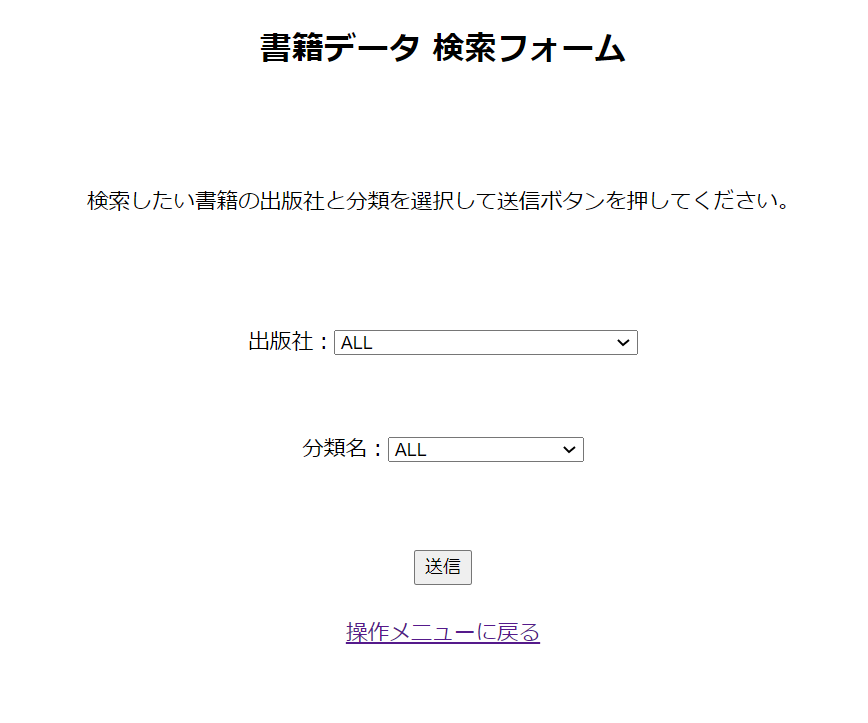 書籍データ 検索フォーム
検索したい書籍の出版社と分類を選択して送信ボタンを押してください。
出版社：ALL
分類名：ALL
送信
操作メニューに戻る